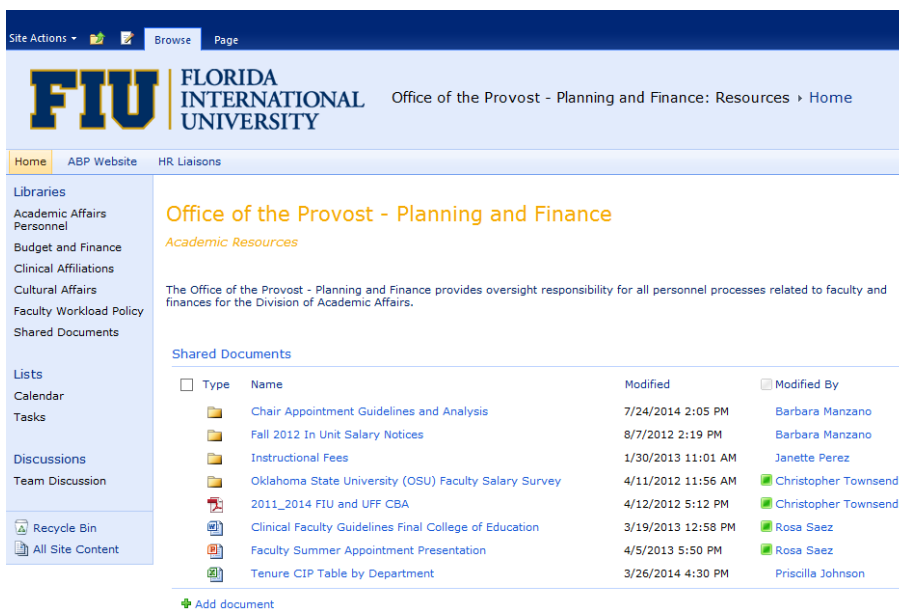 Site Actions Browse Page
FIU
FLORIDA
INTERNATIONAL
UNIVERSITY
Office of the Provost - Planning and Finance: Resources › Home
Home ABP Website HR Liaisons
Libraries
Academic Affairs
Personnel
Budget and Finance
Clinical Affiliations
Cultural Affairs
Faculty Workload Policy
Shared Documents
Lists
Calendar
Tasks
Discussions
Team Discussion
Recycle Bin
All Site Content
Office of the Provost - Planning and Finance
Academic Resources
The Office of the Provost - Planning and Finance provides oversight responsibility for all personnel processes related to faculty and
finances for the Division of Academic Affairs.
Shared Documents
Type Name Modified Modified By
Chair Appointment Guidelines and Analysis 7/24/2014 2:05 PM Barbara Manzano
Fall 2012 In Unit Salary Notices 8/7/2012 2:19 PM Barbara Manzano
Instructional Fees 1/30/2013 11:01 AM Janette Perez
Oklahoma State University (OSU) Faculty Salary Survey 4/11/2012 11:56 AM Christopher Townsend
2011_2014 FIU and UFF CBA 4/12/2012 5:12 PM Christopher Townsend
Clinical Faculty Guidelines Final College of Education 3/19/2013 12:58 PM Rosa Saez
Faculty Summer Appointment Presentation 4/5/2013 5:50 PM Rosa Saez
Tenure CIP Table by Department 3/26/2014 4:30 PM Priscilla Johnson
Add document